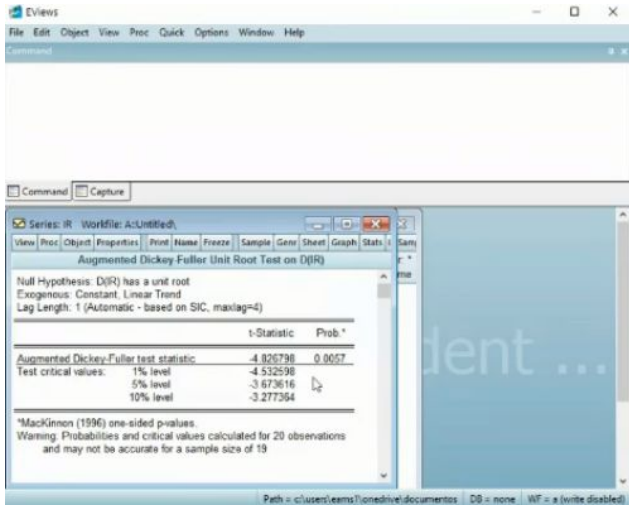 EViews
File Edit Object View Proc Quick Options Window Help
Command
Command Capture
Series: IR Workfile: A::Untitled\
View Proc Object Properties Print Name Freeze Sample Genr Sheet Graph Stats
Augmented Dickey-Fuller Unit Root Test on D(IR)
Null Hypothesis: D(IR) has a unit root
Exogenous: Constant, Linear Trend
Lag Length: 1 (Automatic - based on SIC, maxlag=4)
t-Statistic Prob.*
Augmented Dickey-Fuller test statistic -4.826798 0.0057
Test critical values: 1% level -4.532598
5% level -3.673616
10% level -3.277364
*MacKinnon (1996) one-sided p-values.
Warning: Probabilities and critical values calculated for 20 observations
and may not be accurate for a sample size of 19
dent ...
Path = c:\users\eams1\onedrive\documentos DB = none WF = a (write disabled)